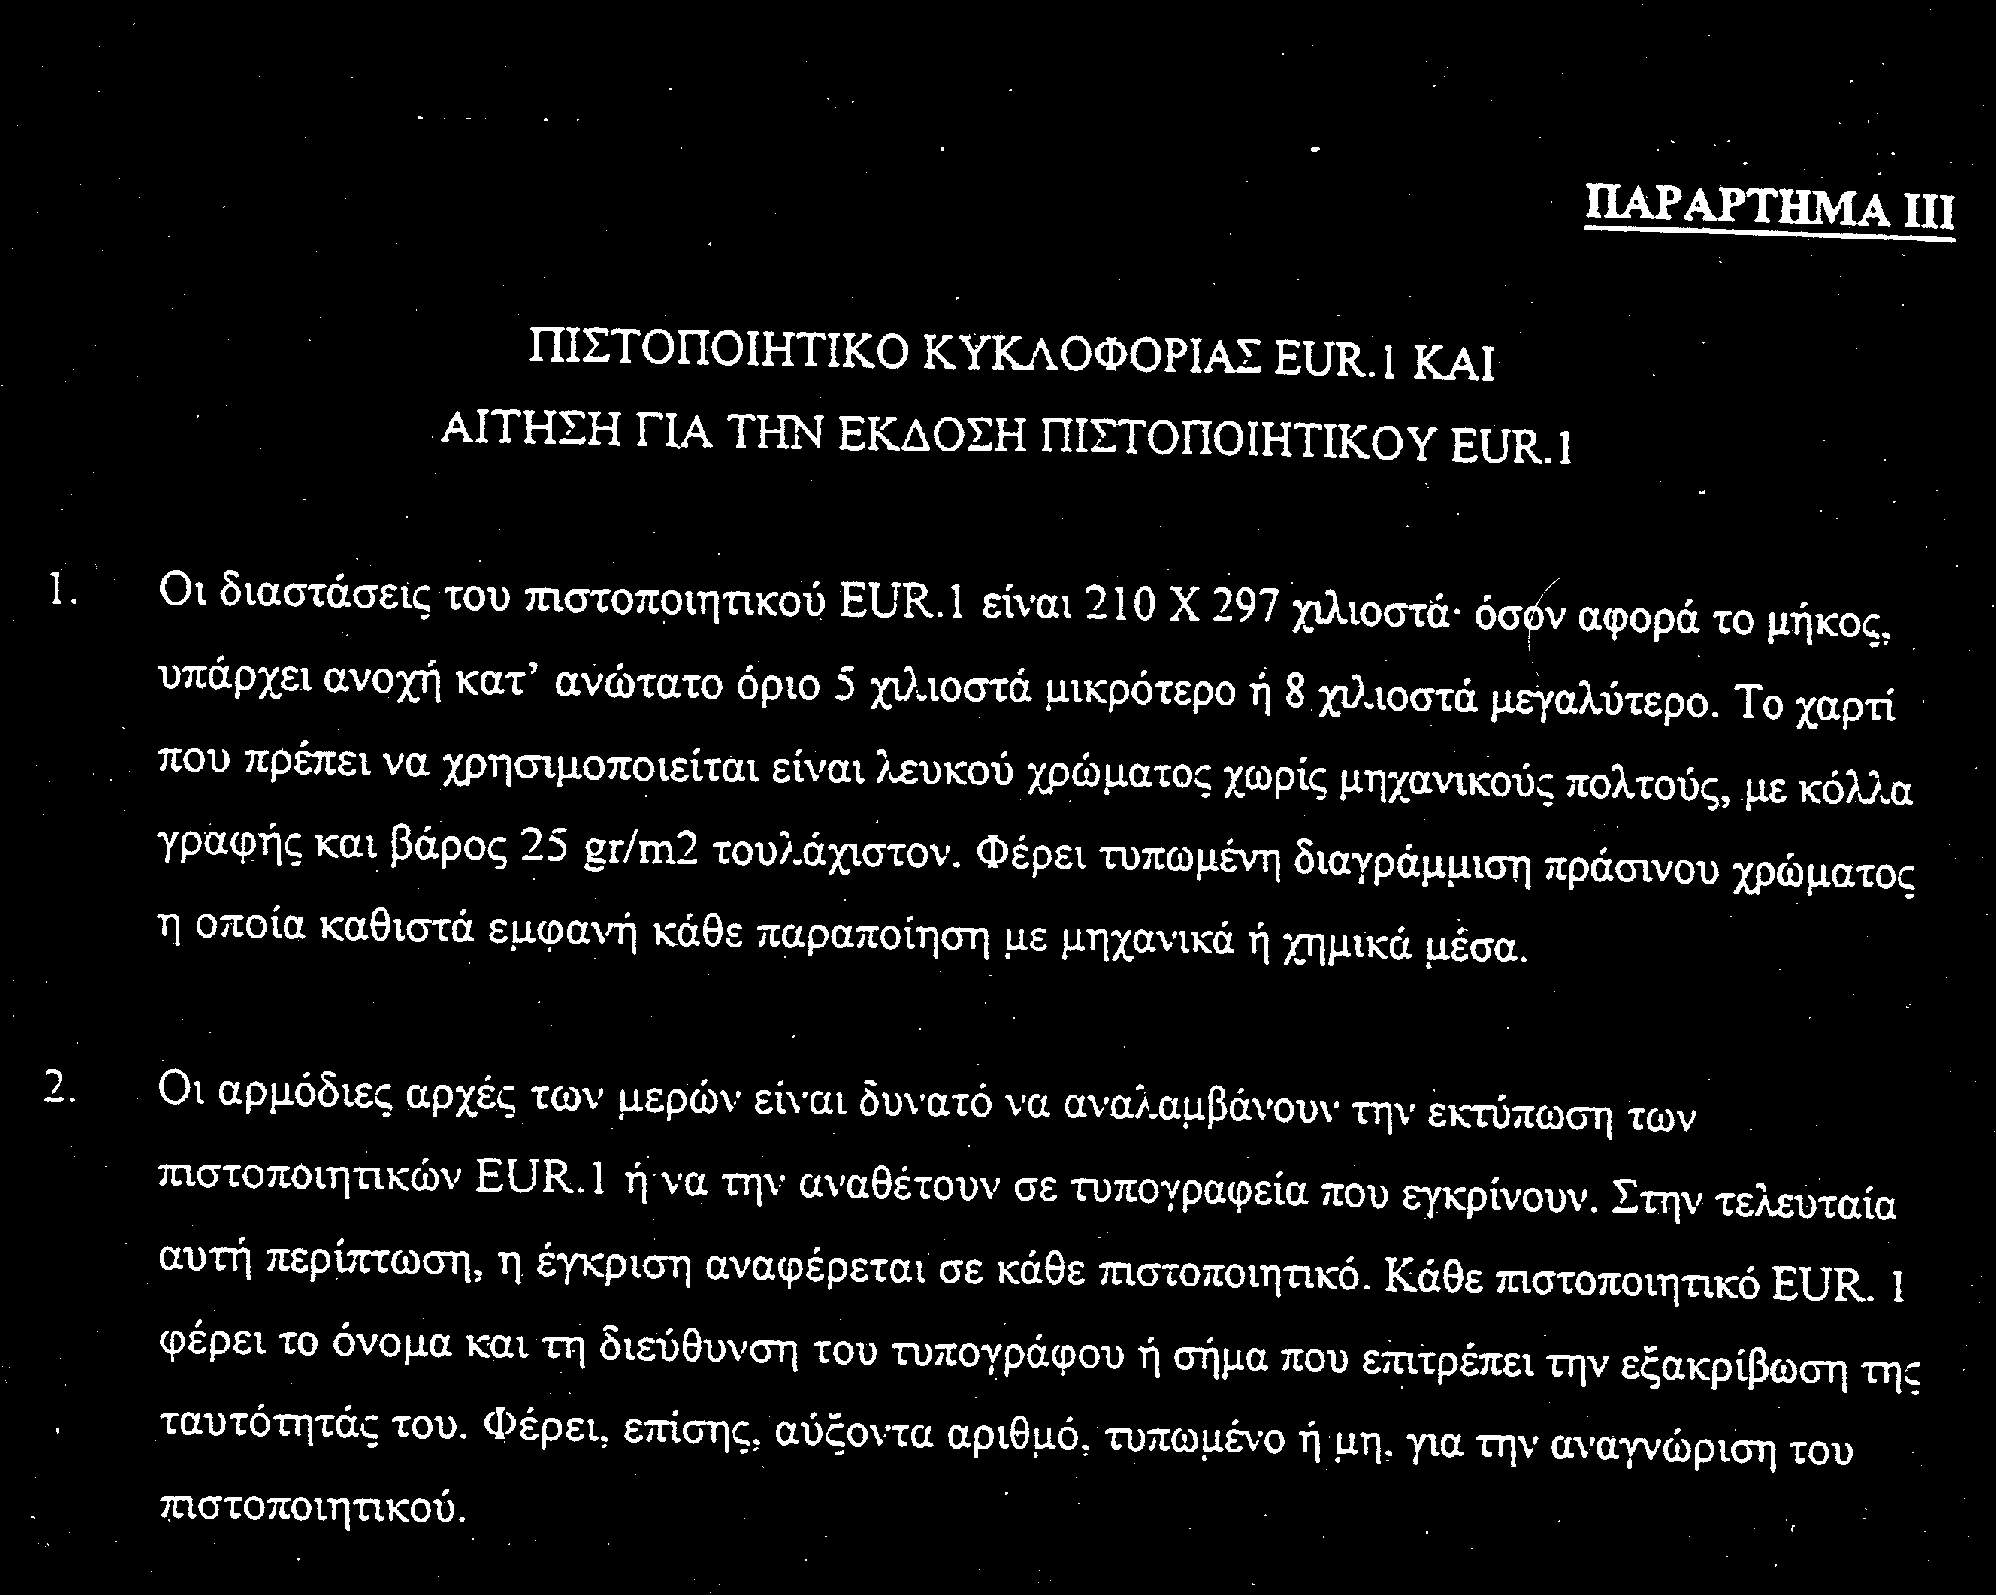 ΠΑΡΑΡΤΗΜΑ ΙΙΙ
ΠΙΣΤΟΠΟΙΗΤΙΚΟ ΚΥΚΛΟΦΟΡΙΑΣ EUR.1 ΚΑΙ
ΑΙΤΗΣΗ ΓΙΑ ΤΗΝ ΕΚΔΟΣΗ ΠΙΣΤΟΠΟΙΗΤΙΚΟΥ EUR.1
1. Οι διαστάσεις του πιστοποιητικού EUR.1 είναι 210 X 297 χιλιοστά· όσον αφορά το μήκος,
υπάρχει ανοχή κατ’ ανώτατο όριο 5 χιλιοστά μικρότερο ή 8 χιλιοστά μεγαλύτερο. Το χαρτί
που πρέπει να χρησιμοποιείται είναι λευκού χρώματος χωρίς μηχανικούς πολτούς, με κόλλα
γραφής και βάρος 25 gr/m2 τουλάχιστον. Φέρει τυπωμένη διαγράμμιση πράσινου χρώματος
η οποία καθιστά εμφανή κάθε παραποίηση με μηχανικά ή χημικά μέσα.
2. Οι αρμόδιες αρχές των μερών είναι δυνατό να αναλαμβάνουν την εκτύπωση των
πιστοποιητικών EUR.1 ή να την αναθέτουν σε τυπογραφεία που εγκρίνουν. Στην τελευταία
αυτή περίπτωση, η έγκριση αναφέρεται σε κάθε πιστοποιητικό. Κάθε πιστοποιητικό EUR. 1
φέρει το όνομα και τη διεύθυνση του τυπογράφου ή σήμα που επιτρέπει την εξακρίβωση της
ταυτότητάς του. Φέρει, επίσης, αύξοντα αριθμό, τυπωμένο ή μη, για την αναγνώριση του
πιστοποιητικού.